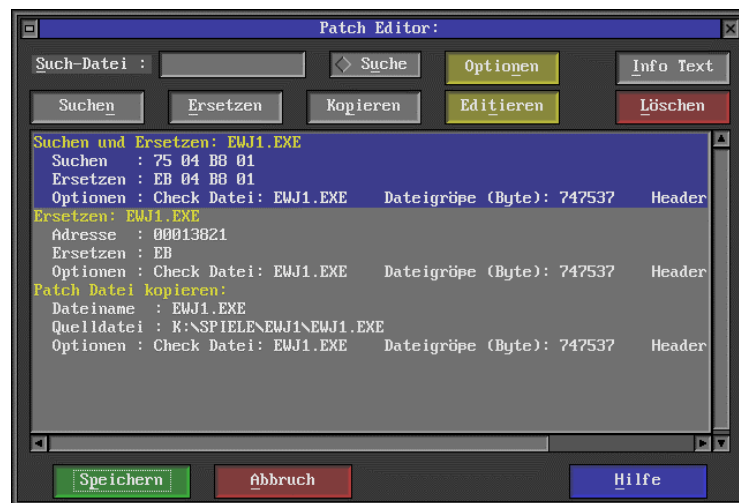 Patch Editor:
Such-Datei :
Suche
Optionen
Info Text
Suchen
Ersetzen
Kopieren
Editieren
Löschen
Suchen und Ersetzen: EWJ1.EXE
Suchen : 75 04 B8 01
Ersetzen : EB 04 B8 01
Optionen : Check Datei: EWJ1.EXE Dateigröpe (Byte): 747537 Header
Ersetzen: EWJ1.EXE
Adresse : 00013821
Ersetzen : EB
Optionen : Check Datei: EWJ1.EXE Dateigröpe (Byte): 747537 Header
Patch Datei kopieren:
Dateiname : EWJ1.EXE
Quelldatei : K:\SPIELE\EWJ1\EWJ1.EXE
Optionen : Check Datei: EWJ1.EXE Dateigröpe (Byte): 747537 Header
Speichern
Abbruch
Hilfe